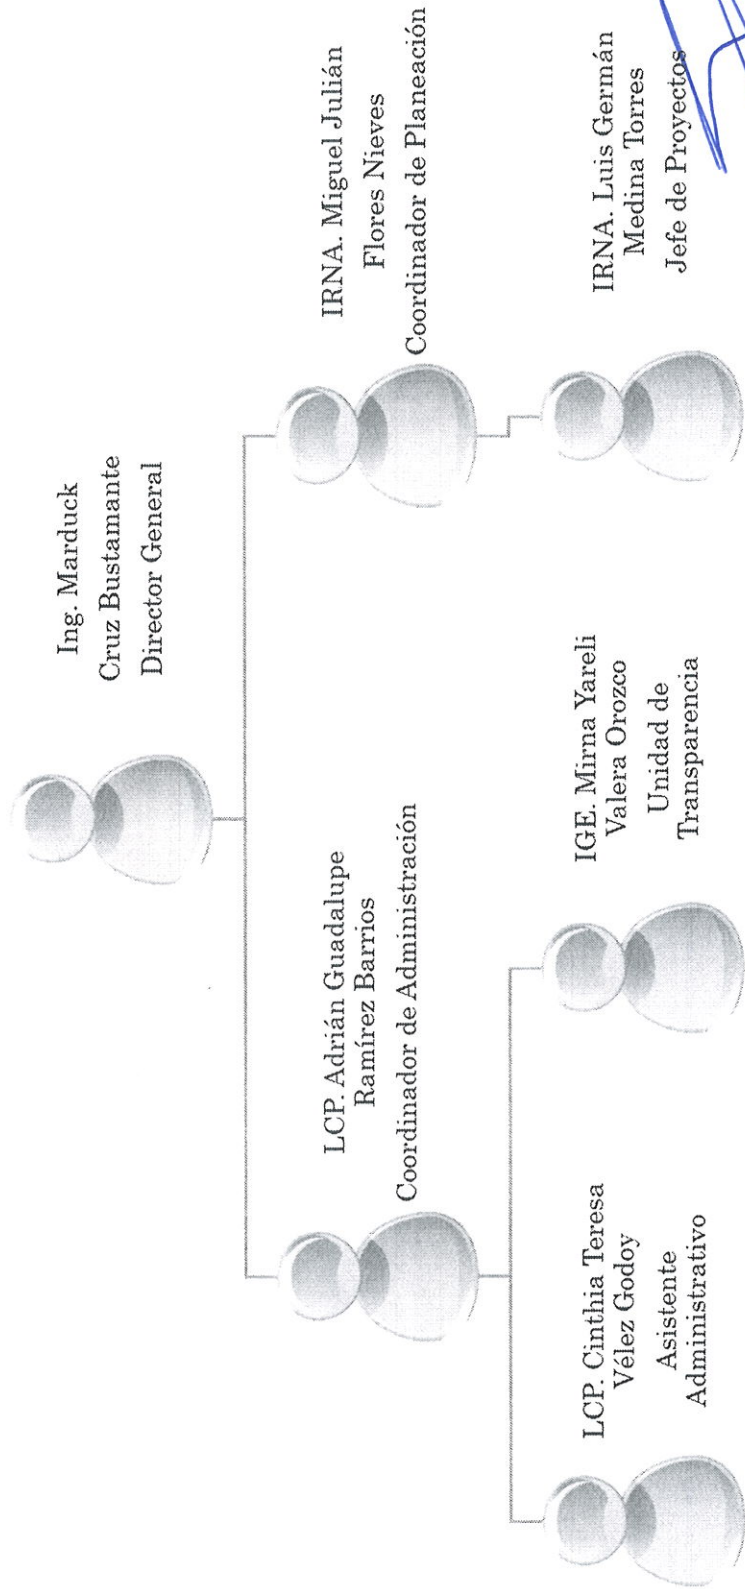 Ing. Marduck
Cruz Bustamante
Director General
LCP. Adrián Guadalupe
Ramírez Barrios
Coordinador de Administración
IRNA. Miguel Julián
Flores Nieves
Coordinador de Planeación
LCP. Cinthia Teresa
Vélez Godoy
Asistente
Administrativo
IGE. Mirna Yareli
Valera Orozco
Unidad de
Transparencia
IRNA. Luis Germán
Medina Torres
Jefe de Proyectos